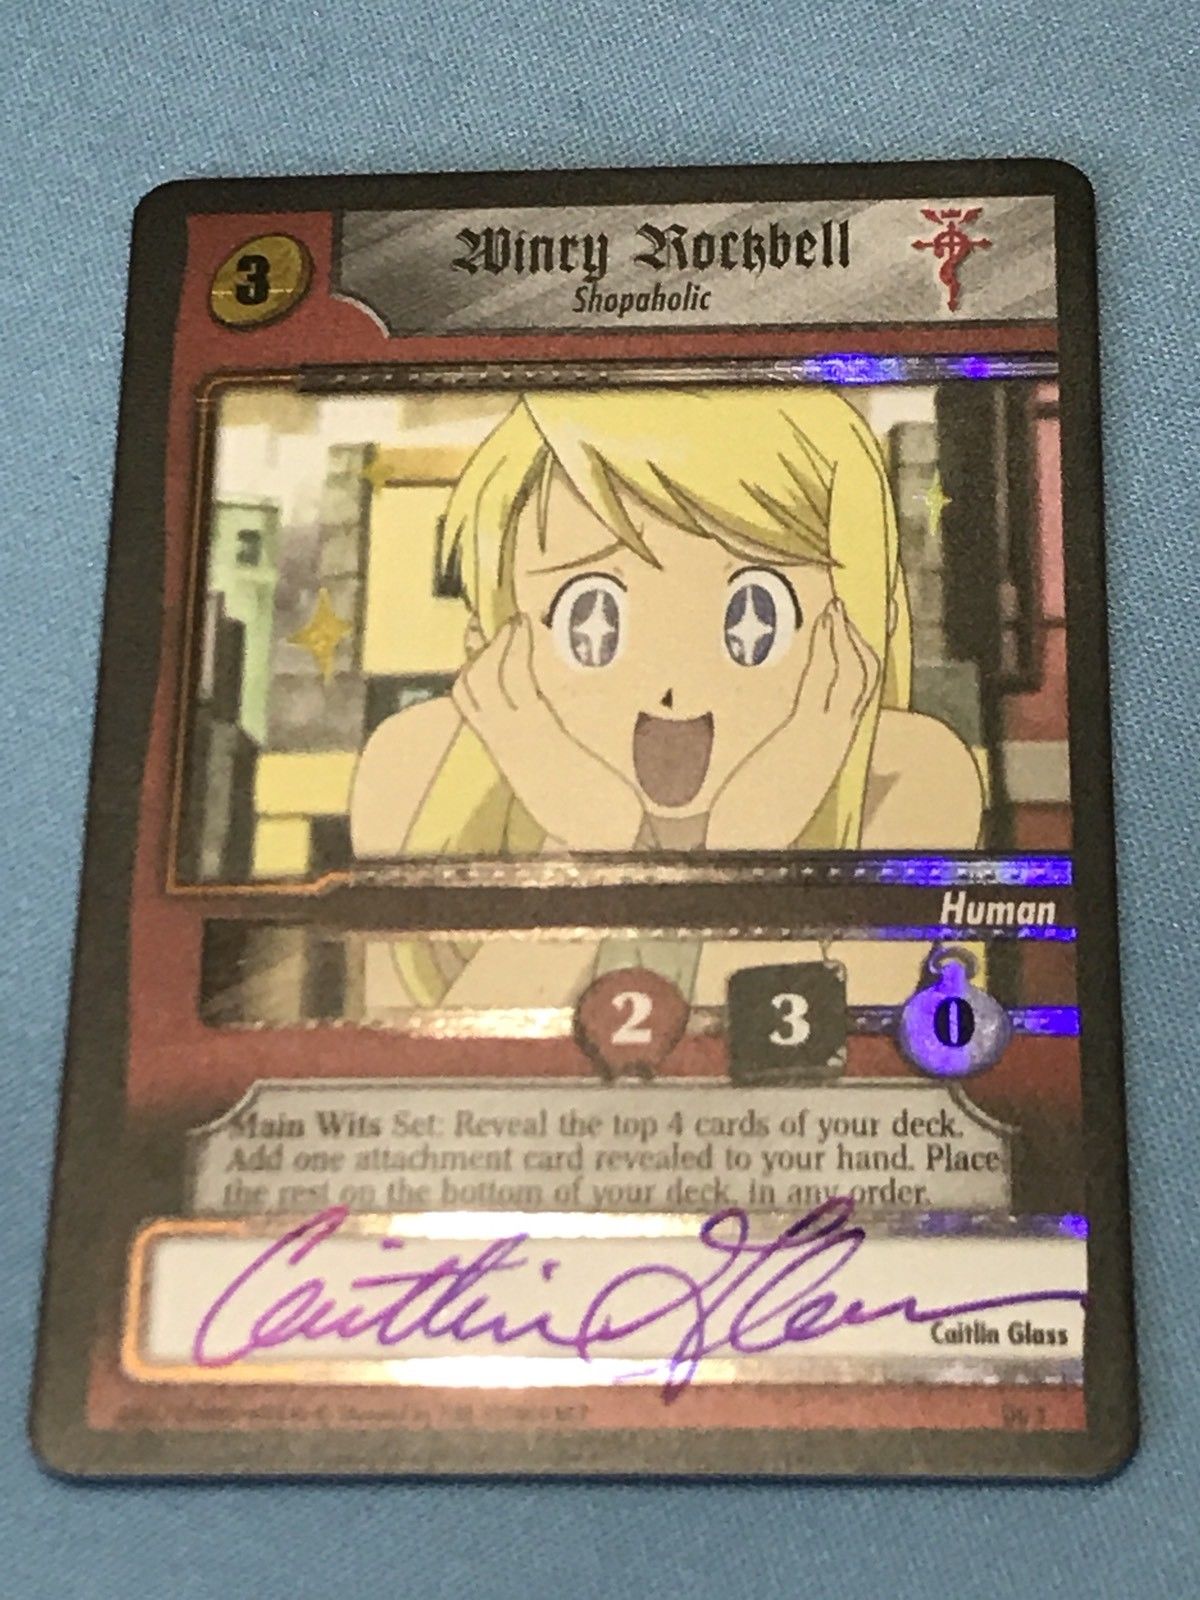 3
Winry Rockbell
Shopaholic
Human
2 3 0
Main Wits Set: Reveal the top 4 cards of your deck.
Add one attachment card revealed to your hand. Place
the rest on the bottom of your deck, in any order.
Caitlin Glass
Caitlin Glass